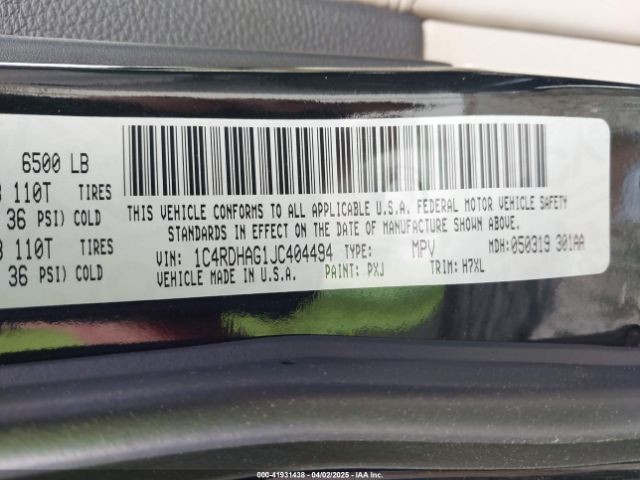 6500 LB
110T TIRES
36 PSI) COLD
110T TIRES
36 PSI) COLD
THIS VEHICLE CONFORMS TO ALL APPLICABLE U.S.A. FEDERAL MOTOR VEHICLE SAFETY
STANDARDS IN EFFECT ON THE DATE OF MANUFACTURE SHOWN ABOVE.
VIN: 1C4RDHAG1JC404494 TYPE: MPV MDH:050319 301AA
VEHICLE MADE IN U.S.A. PAINT: PXJ TRIM: H7XL
000-41931438 - 04/02/2025 - IAA Inc.